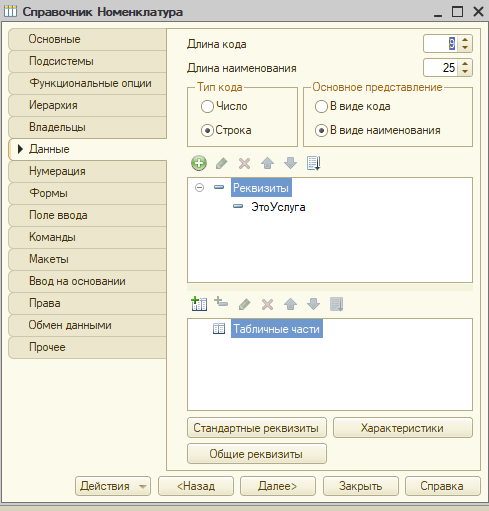 Справочник Номенклатура
Основные
Подсистемы
Функциональные опции
Иерархия
Владельцы
Данные
Нумерация
Формы
Поле ввода
Команды
Макеты
Ввод на основании
Права
Обмен данными
Прочее
Длина кода 9
Длина наименования 25
Тип кода
Число
Строка
Основное представление
В виде кода
В виде наименования
Реквизиты
ЭтоУслуга
Табличные части
Стандартные реквизиты Характеристики
Общие реквизиты
Действия <Назад Далее> Закрыть Справка